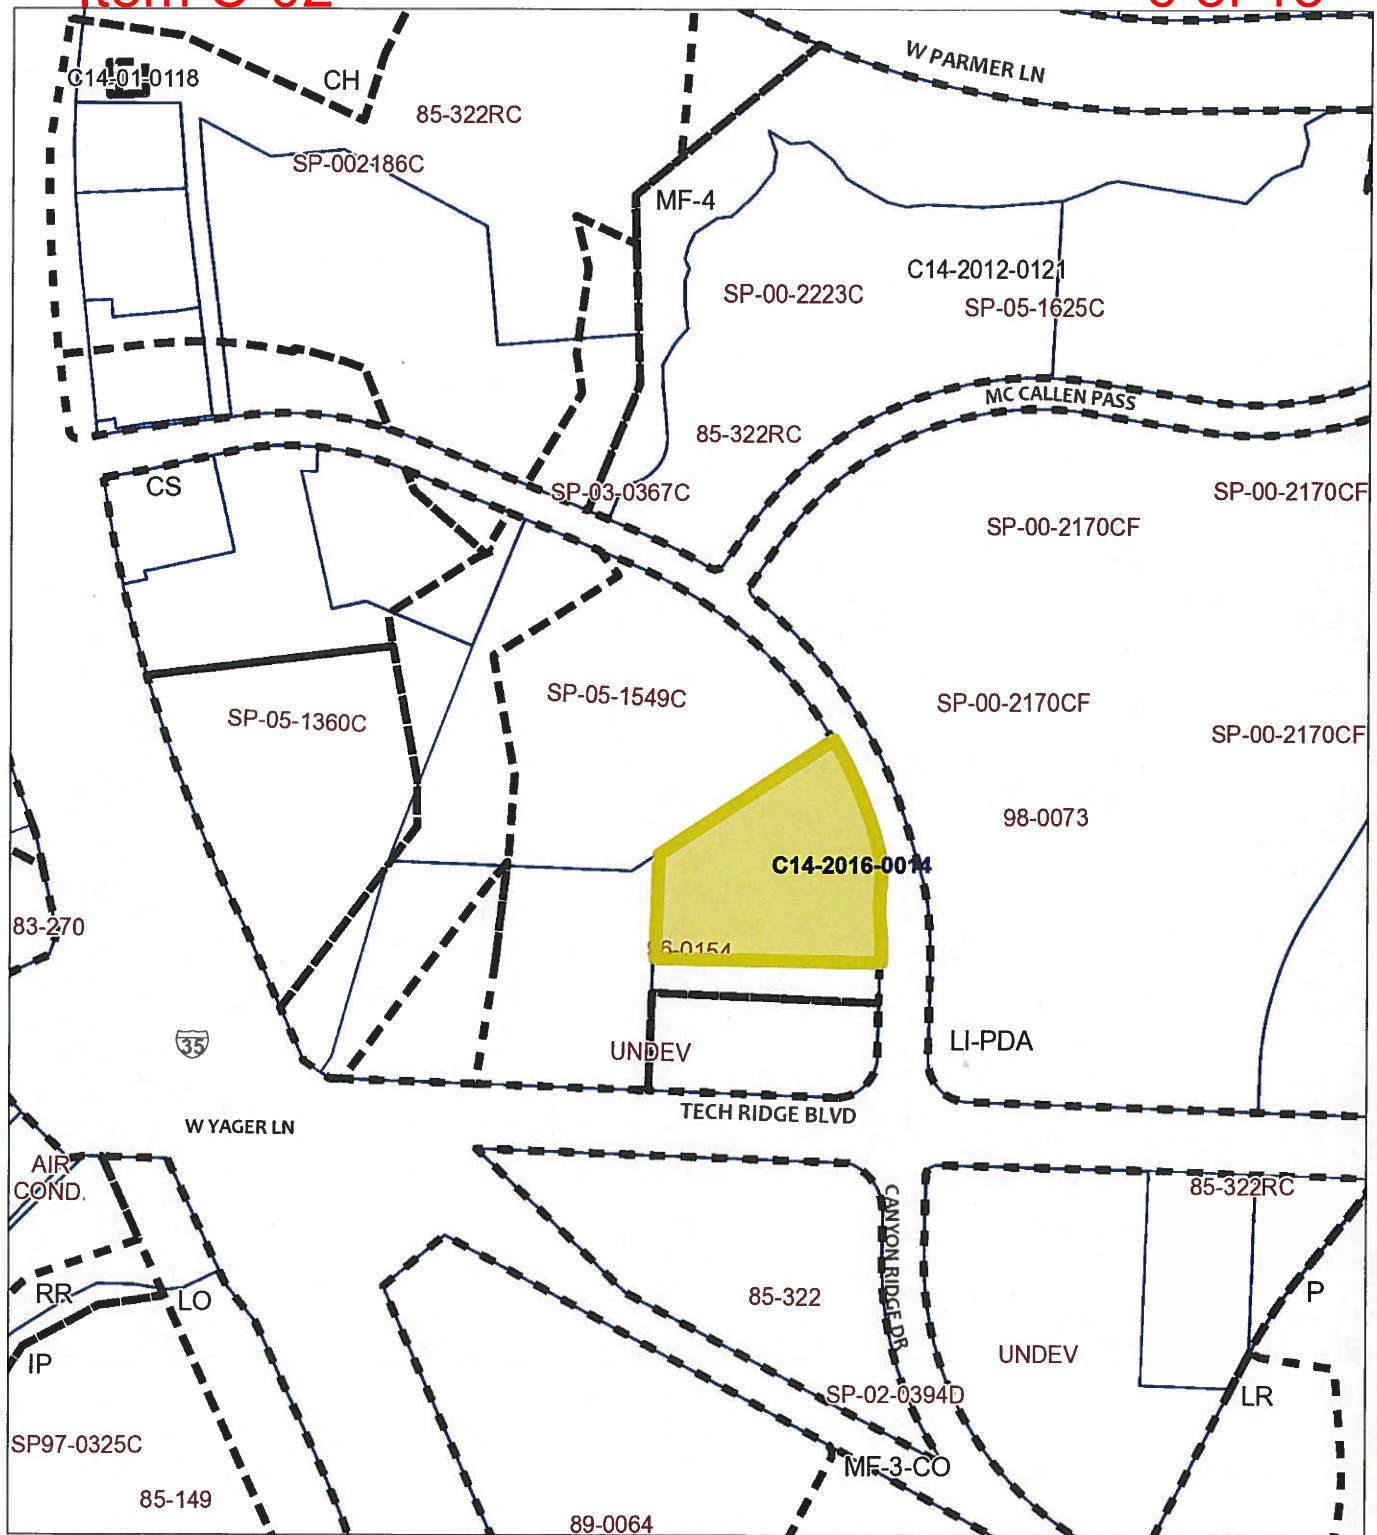 Item C-02
C14-01-0118
CH
85-322RC
SP-002186C
W PARMER LN
MF-4
C14-2012-0121
SP-00-2223C
SP-05-1625C
MC CALLEN PASS
85-322RC
CS
SP-03-0367C
SP-00-2170CF
SP-00-2170CF
SP-05-1549C
SP-05-1360C
SP-00-2170CF
SP-00-2170CF
98-0073
C14-2016-0014
83-270
96-0154
35
UNDEV
LI-PDA
TECH RIDGE BLVD
W YAGER LN
AIR
COND.
85-322RC
CANYON RIDGE DR
RR
LO
85-322
P
IP
UNDEV
SP-02-0394D
LR
SP97-0325C
MF-3-CO
85-149
89-0064